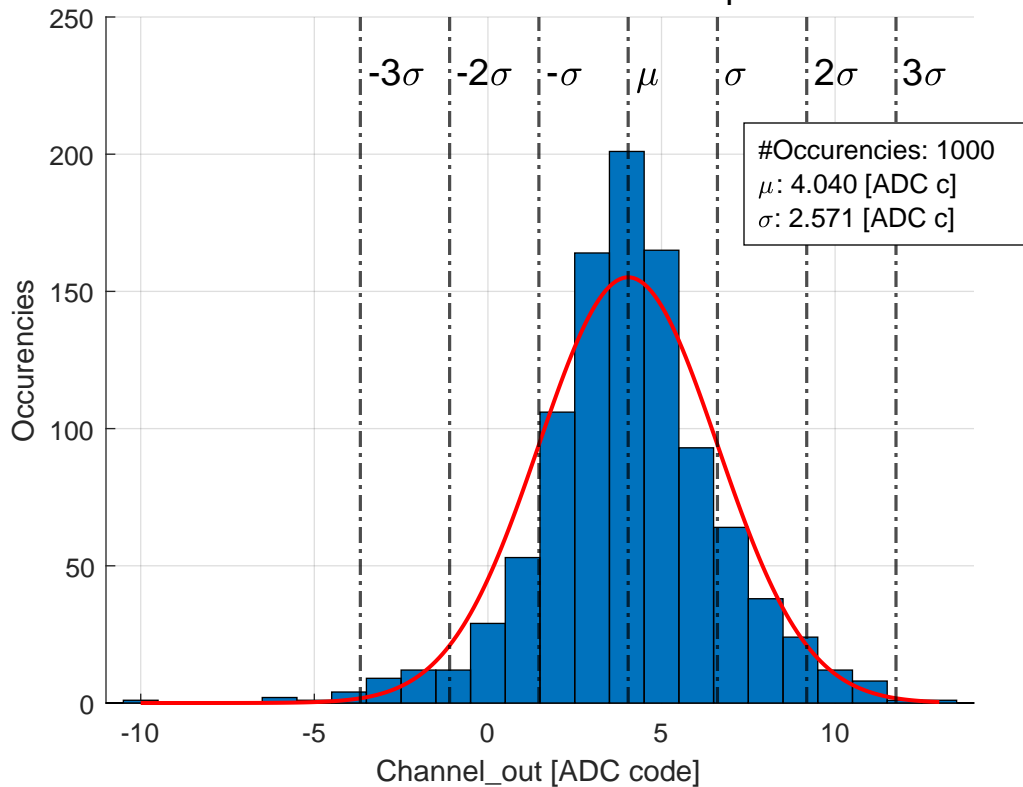 250
200
150
100
50
0
Occurencies
-3σ
-2σ
-σ
μ
σ
2σ
3σ
#Occurencies: 1000
μ: 4.040 [ADC c]
σ: 2.571 [ADC c]
-10
-5
0
5
10
Channel_out [ADC code]